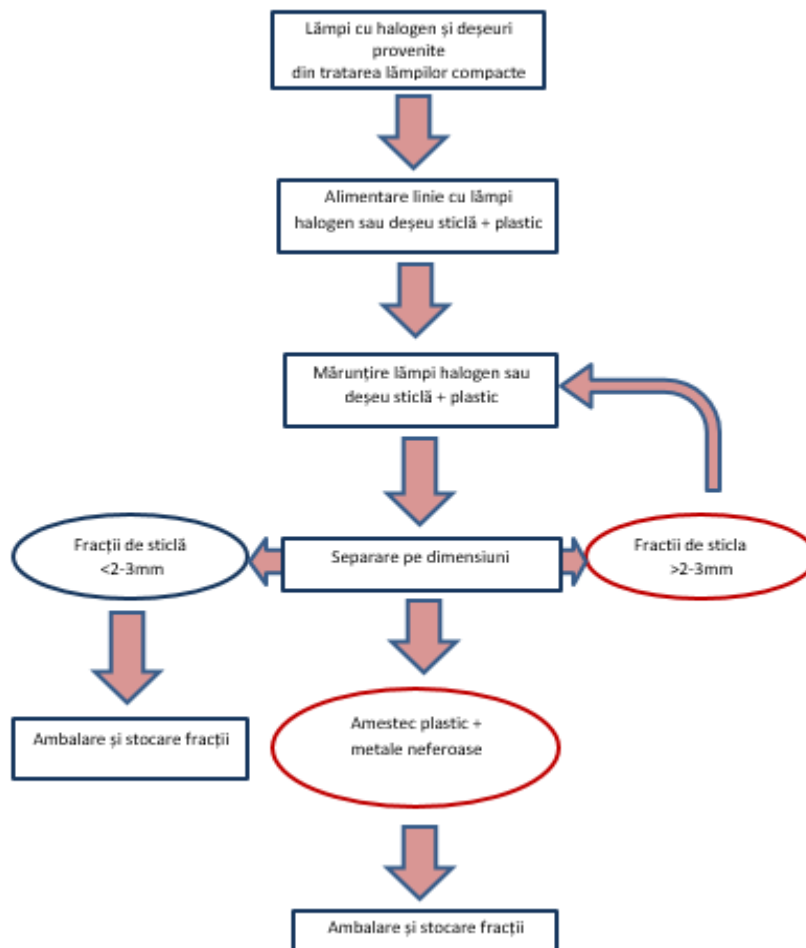 Lămpi cu halogen și deșeuri
provenite
din tratarea lămpilor compacte
Alimentare linie cu lămpi
halogen sau deșeu sticlă + plastic
Mărunțire lămpi halogen sau
deșeu sticlă + plastic
Fracții de sticlă
<2-3mm
Separare pe dimensiuni
Fractii de sticla
>2-3mm
Ambalare și stocare fracții
Amestec plastic +
metale neferoase
Ambalare și stocare fracții